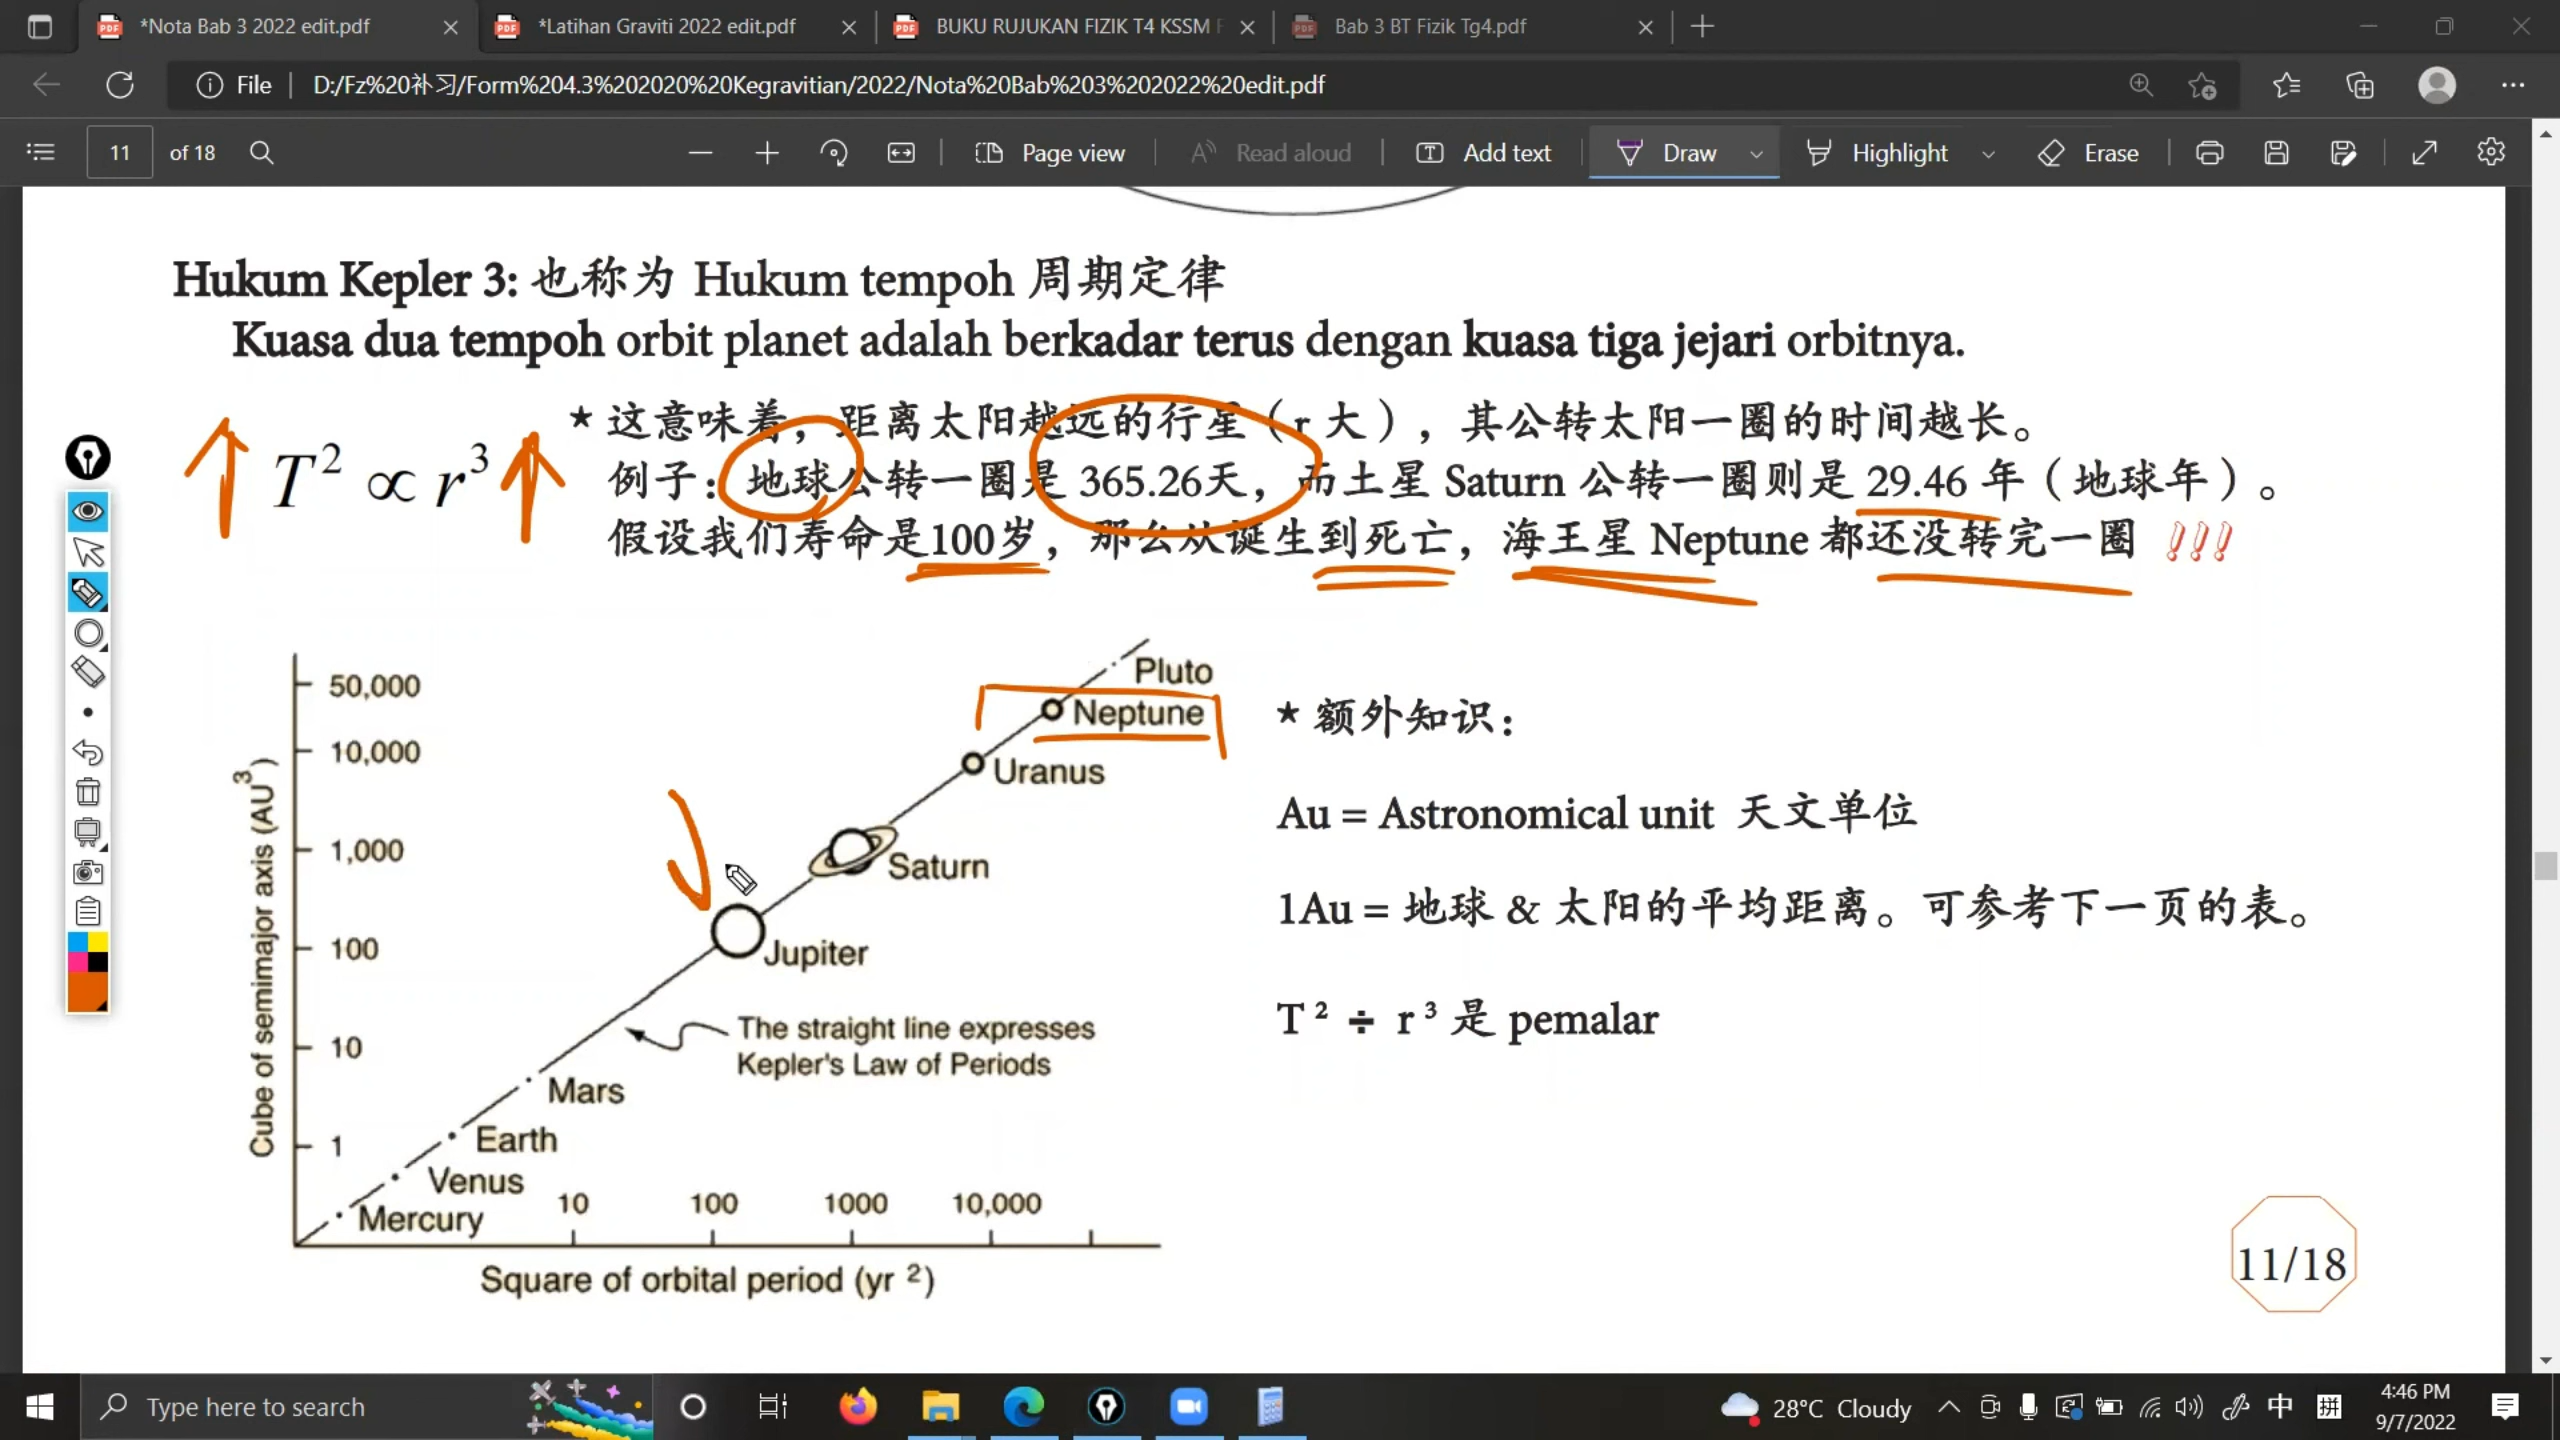 *Nota Bab 3 2022 edit.pdf
*Latihan Graviti 2022 edit.pdf
BUKU RUJUKAN FIZIK T4 KSSM
Bab 3 BT Fizik Tg4.pdf
File
D:/Fz%20补习/Form%204.3%202020%20Kegravitian/2022/Nota%20Bab%203%202022%20edit.pdf
11 of 18
Page view
Read aloud
Add text
Draw
Highlight
Erase
Hukum Kepler 3: 也称为 Hukum tempoh 周期定律
Kuasa dua tempoh orbit planet adalah berkadar terus dengan kuasa tiga jejari orbitnya.
T² ∝ r³
* 这意味着，距离太阳越远的行星（r 大），其公转太阳一圈的时间越长。
例子：地球公转一圈是 365.26天，而土星 Saturn 公转一圈则是 29.46 年（地球年）。
假设我们寿命是100岁，那么从诞生到死亡，海王星 Neptune 都还没转完一圈 !!!
Cube of semimajor axis (AU³)
50,000
10,000
1,000
100
10
1
Pluto
Neptune
Uranus
Saturn
Jupiter
The straight line expresses
Kepler's Law of Periods
Mars
Earth
Venus
Mercury
10 100 1000 10,000
Square of orbital period (yr ²)
* 额外知识：
Au = Astronomical unit 天文单位
1Au = 地球 & 太阳的平均距离。可参考下一页的表。
T ² ÷ r ³ 是 pemalar
11/18
Type here to search
28°C Cloudy
中
拼
4:46 PM
9/7/2022